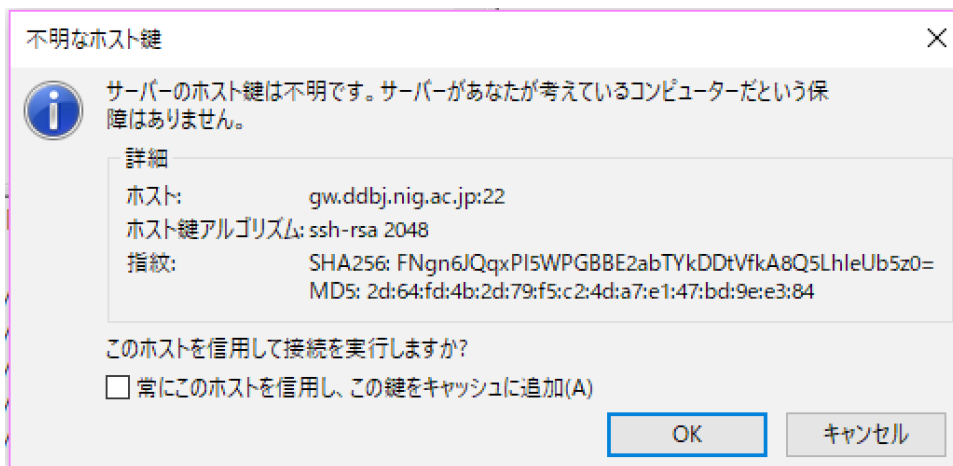 不明なホスト鍵
サーバーのホスト鍵は不明です。サーバーがあなたが考えているコンピューターだという保
障はありません。
詳細
ホスト: gw.ddbj.nig.ac.jp:22
ホスト鍵アルゴリズム: ssh-rsa 2048
指紋: SHA256: FNgn6JQqxPI5WPGBBE2abTYkDDtVfkA8Q5LhIeUb5z0=
MD5: 2d:64:fd:4b:2d:79:f5:c2:4d:a7:e1:47:bd:9e:e3:84
このホストを信用して接続を実行しますか?
常にこのホストを信用し、この鍵をキャッシュに追加(A)
OK キャンセル